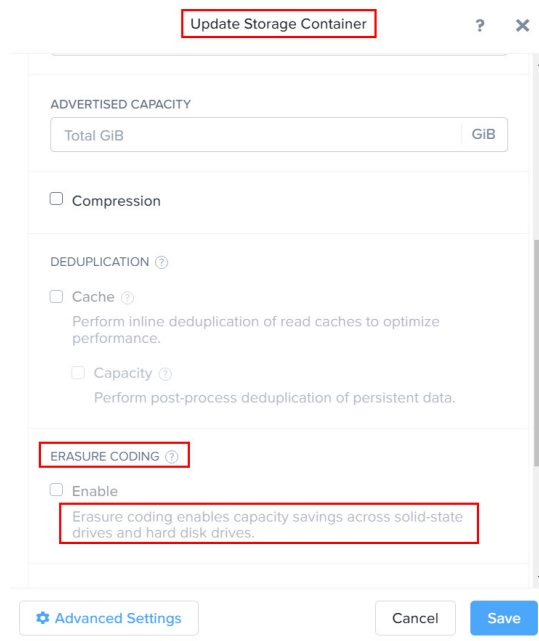 Update Storage Container
?
ADVERTISED CAPACITY
Total GiB
GiB
Compression
DEDUPLICATION ?
Cache ?
Perform inline deduplication of read caches to optimize
performance.
Capacity ?
Perform post-process deduplication of persistent data.
ERASURE CODING ?
Enable
Erasure coding enables capacity savings across solid-state
drives and hard disk drives.
Advanced Settings
Cancel
Save